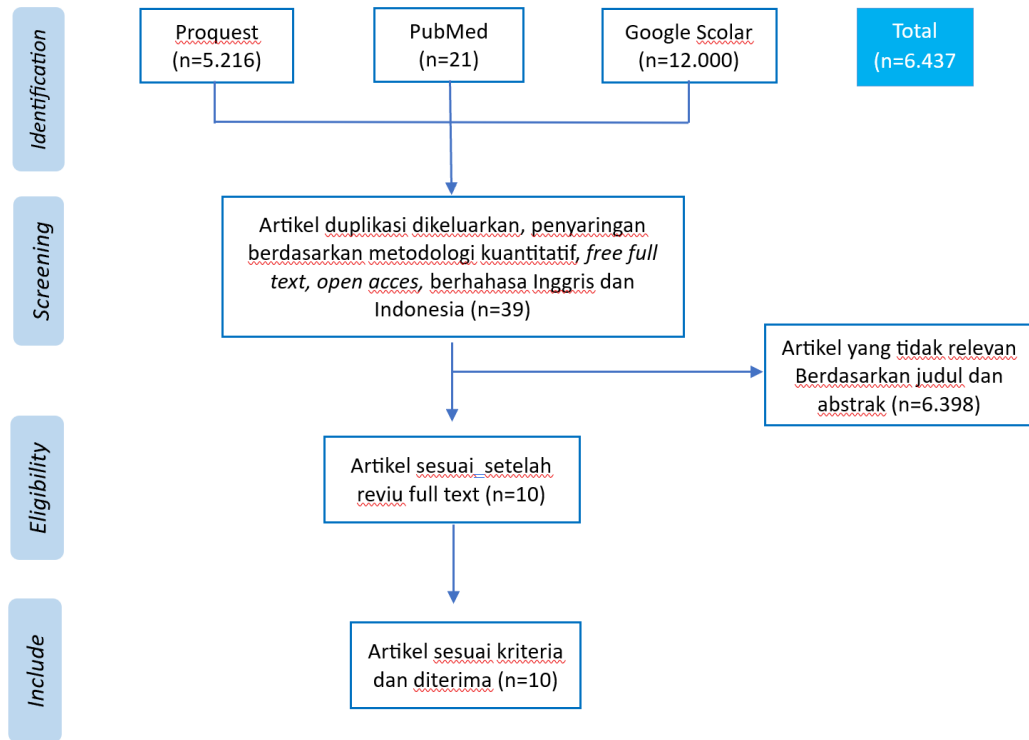 Identification
Proquest
(n=5.216)
PubMed
(n=21)
Google Scolar
(n=12.000)
Total
(n=6.437
Screening
Artikel duplikasi dikeluarkan, penyaringan
berdasarkan metodologi kuantitatif, free full
text, open acces, berhahasa Inggris dan
Indonesia (n=39)
Artikel yang tidak relevan
Berdasarkan judul dan
abstrak (n=6.398)
Eligibility
Artikel sesuai setelah
reviu full text (n=10)
Include
Artikel sesuai kriteria
dan diterima (n=10)